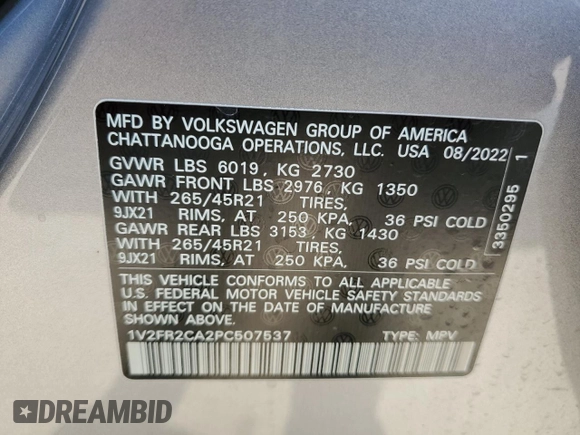 MFD BY VOLKSWAGEN GROUP OF AMERICA
CHATTANOOGA OPERATIONS, LLC. USA 08/2022
GVWR LBS 6019, KG 2730
GAWR FRONT LBS 2976, KG 1350
WITH 265/45R21 TIRES,
9JX21 RIMS, AT 250 KPA, 36 PSI COLD
GAWR REAR LBS 3153, KG 1430
WITH 265/45R21 TIRES,
9JX21 RIMS, AT 250 KPA, 36 PSI COLD
THIS VEHICLE CONFORMS TO ALL APPLICABLE
U.S. FEDERAL MOTOR VEHICLE SAFETY STANDARDS
IN EFFECT ON THE DATE OF MANUFACTURE
SHOWN ABOVE.
1V2FR2CA2PC507537 TYPE: MPV
3350295 1
DREAMBID